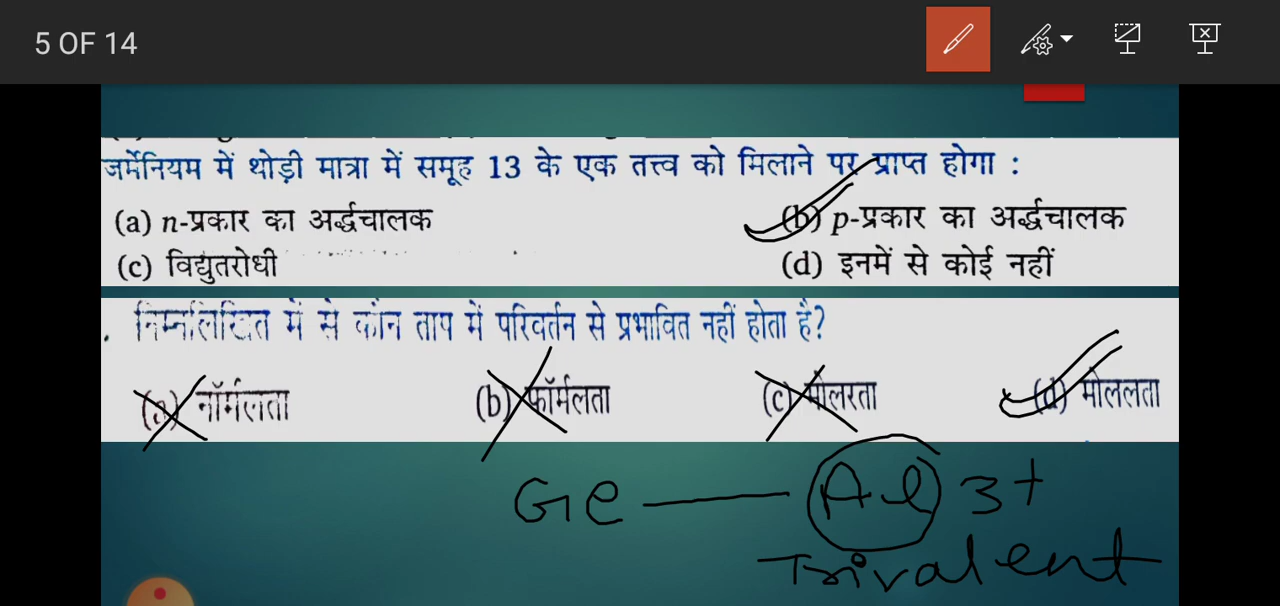 5 OF 14
जर्मेनियम में थोड़ी मात्रा में समूह 13 के एक तत्त्व को मिलाने पर प्राप्त होगा :
(a) n-प्रकार का अर्द्धचालक (b) p-प्रकार का अर्द्धचालक
(c) विद्युतरोधी (d) इनमें से कोई नहीं
. निम्नलिखित में से कौन ताप में परिवर्तन से प्रभावित नहीं होता है?
(a) नॉर्मलता (b) फॉर्मलता (c) मोलरता (d) मोललता
Ge — Al 3+
Trivalent